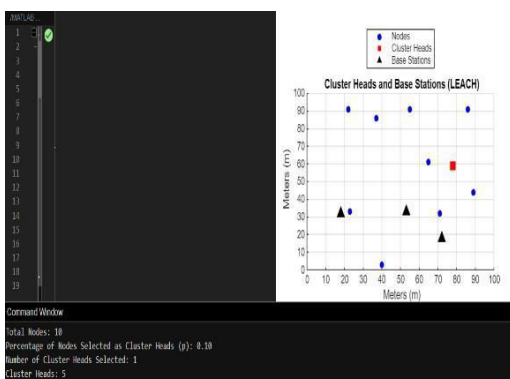 /MATLAB ...
1
2
3
4
5
6
7
8
9
10
11
12
13
14
15
16
17
18
19
Nodes
Cluster Heads
Base Stations
Cluster Heads and Base Stations (LEACH)
100
90
80
70
60
50
40
30
20
10
0
Meters (m)
0 10 20 30 40 50 60 70 80 90 100
Meters (m)
Command Window
Total Nodes: 10
Percentage of Nodes Selected as Cluster Heads (p): 0.10
Number of Cluster Heads Selected: 1
Cluster Heads: 5